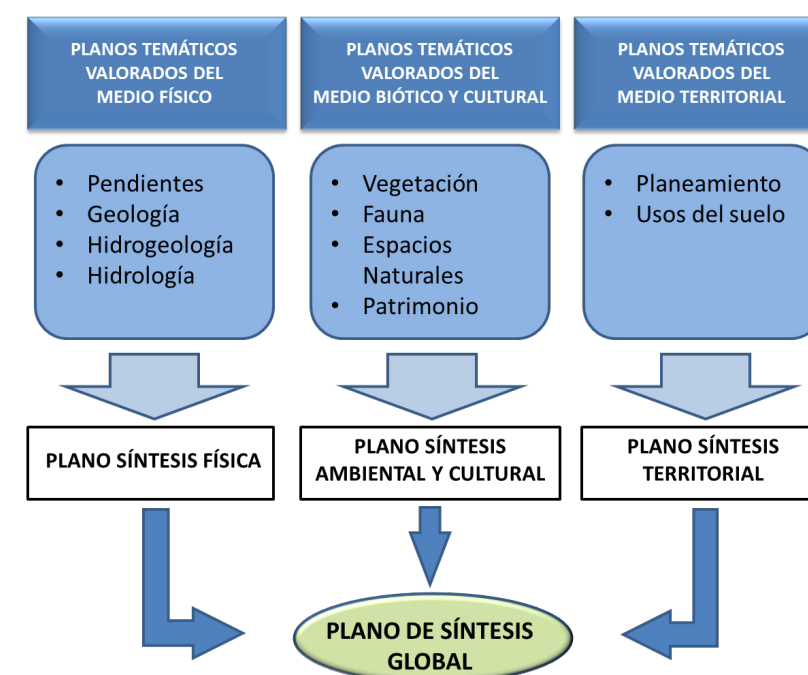 PLANOS TEMÁTICOS
VALORADOS DEL
MEDIO FÍSICO
PLANOS TEMÁTICOS
VALORADOS DEL
MEDIO BIÓTICO Y CULTURAL
PLANOS TEMÁTICOS
VALORADOS DEL
MEDIO TERRITORIAL
• Pendientes
• Geología
• Hidrogeología
• Hidrología
• Vegetación
• Fauna
• Espacios
Naturales
• Patrimonio
• Planeamiento
• Usos del suelo
PLANO SÍNTESIS FÍSICA
PLANO SÍNTESIS
AMBIENTAL Y CULTURAL
PLANO SÍNTESIS
TERRITORIAL
PLANO DE SÍNTESIS
GLOBAL